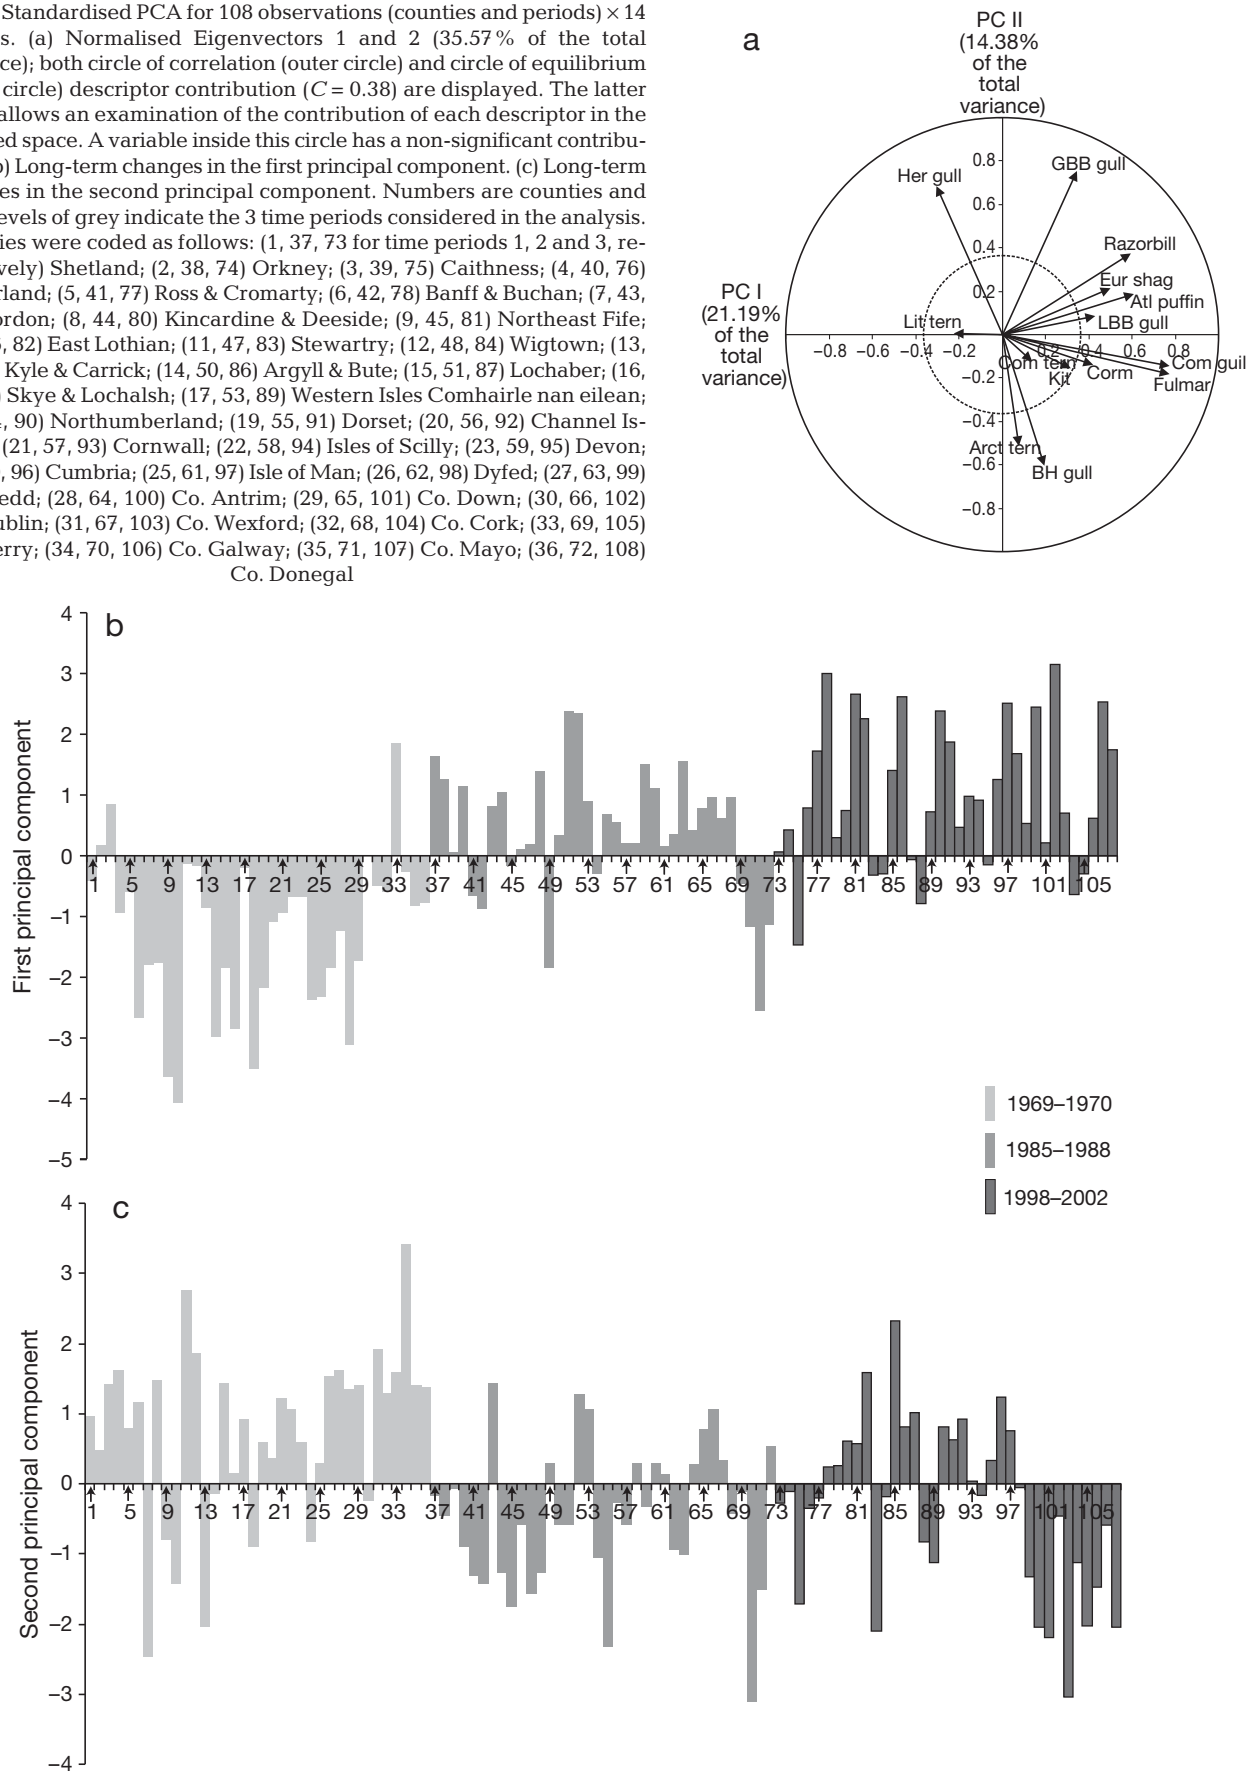 Standardised PCA for 108 observations (counties and periods) × 14
s. (a) Normalised Eigenvectors 1 and 2 (35.57% of the total
ce); both circle of correlation (outer circle) and circle of equilibrium
circle) descriptor contribution (C = 0.38) are displayed. The latter
allows an examination of the contribution of each descriptor in the
ed space. A variable inside this circle has a non-significant contribu-
) Long-term changes in the first principal component. (c) Long-term
es in the second principal component. Numbers are counties and
evels of grey indicate the 3 time periods considered in the analysis.
ies were coded as follows: (1, 37, 73 for time periods 1, 2 and 3, re-
vely) Shetland; (2, 38, 74) Orkney; (3, 39, 75) Caithness; (4, 40, 76)
rland; (5, 41, 77) Ross & Cromarty; (6, 42, 78) Banff & Buchan; (7, 43,
ordon; (8, 44, 80) Kincardine & Deeside; (9, 45, 81) Northeast Fife;
, 82) East Lothian; (11, 47, 83) Stewartry; (12, 48, 84) Wigtown; (13,
Kyle & Carrick; (14, 50, 86) Argyll & Bute; (15, 51, 87) Lochaber; (16,
) Skye & Lochalsh; (17, 53, 89) Western Isles Comhairle nan eilean;
, 90) Northumberland; (19, 55, 91) Dorset; (20, 56, 92) Channel Is-
(21, 57, 93) Cornwall; (22, 58, 94) Isles of Scilly; (23, 59, 95) Devon;
, 96) Cumbria; (25, 61, 97) Isle of Man; (26, 62, 98) Dyfed; (27, 63, 99)
edd; (28, 64, 100) Co. Antrim; (29, 65, 101) Co. Down; (30, 66, 102)
ublin; (31, 67, 103) Co. Wexford; (32, 68, 104) Co. Cork; (33, 69, 105)
erry; (34, 70, 106) Co. Galway; (35, 71, 107) Co. Mayo; (36, 72, 108)
Co. Donegal
a
PC II
(14.38%
of the
total
variance)
PC I
(21.19%
of the
total
variance)
0.8
0.6
0.4
0.2
−0.2
−0.4
−0.6
−0.8
−0.8 −0.6 −0.4 −0.2 0.2 0.4 0.6 0.8
Her gull
GBB gull
Razorbill
Eur shag
Atl puffin
LBB gull
Lit tern
Com tern
Kit
Corm
Com guil
Fulmar
Arct tern
BH gull
b
First principal component
4
3
2
1
0
−1
−2
−3
−4
−5
1 5 9 13 17 21 25 29 33 37 41 45 49 53 57 61 65 69 73 77 81 85 89 93 97 101 105
1969–1970
1985–1988
1998–2002
c
Second principal component
4
3
2
1
0
−1
−2
−3
−4
1 5 9 13 17 21 25 29 33 37 41 45 49 53 57 61 65 69 73 77 81 85 89 93 97 101 105